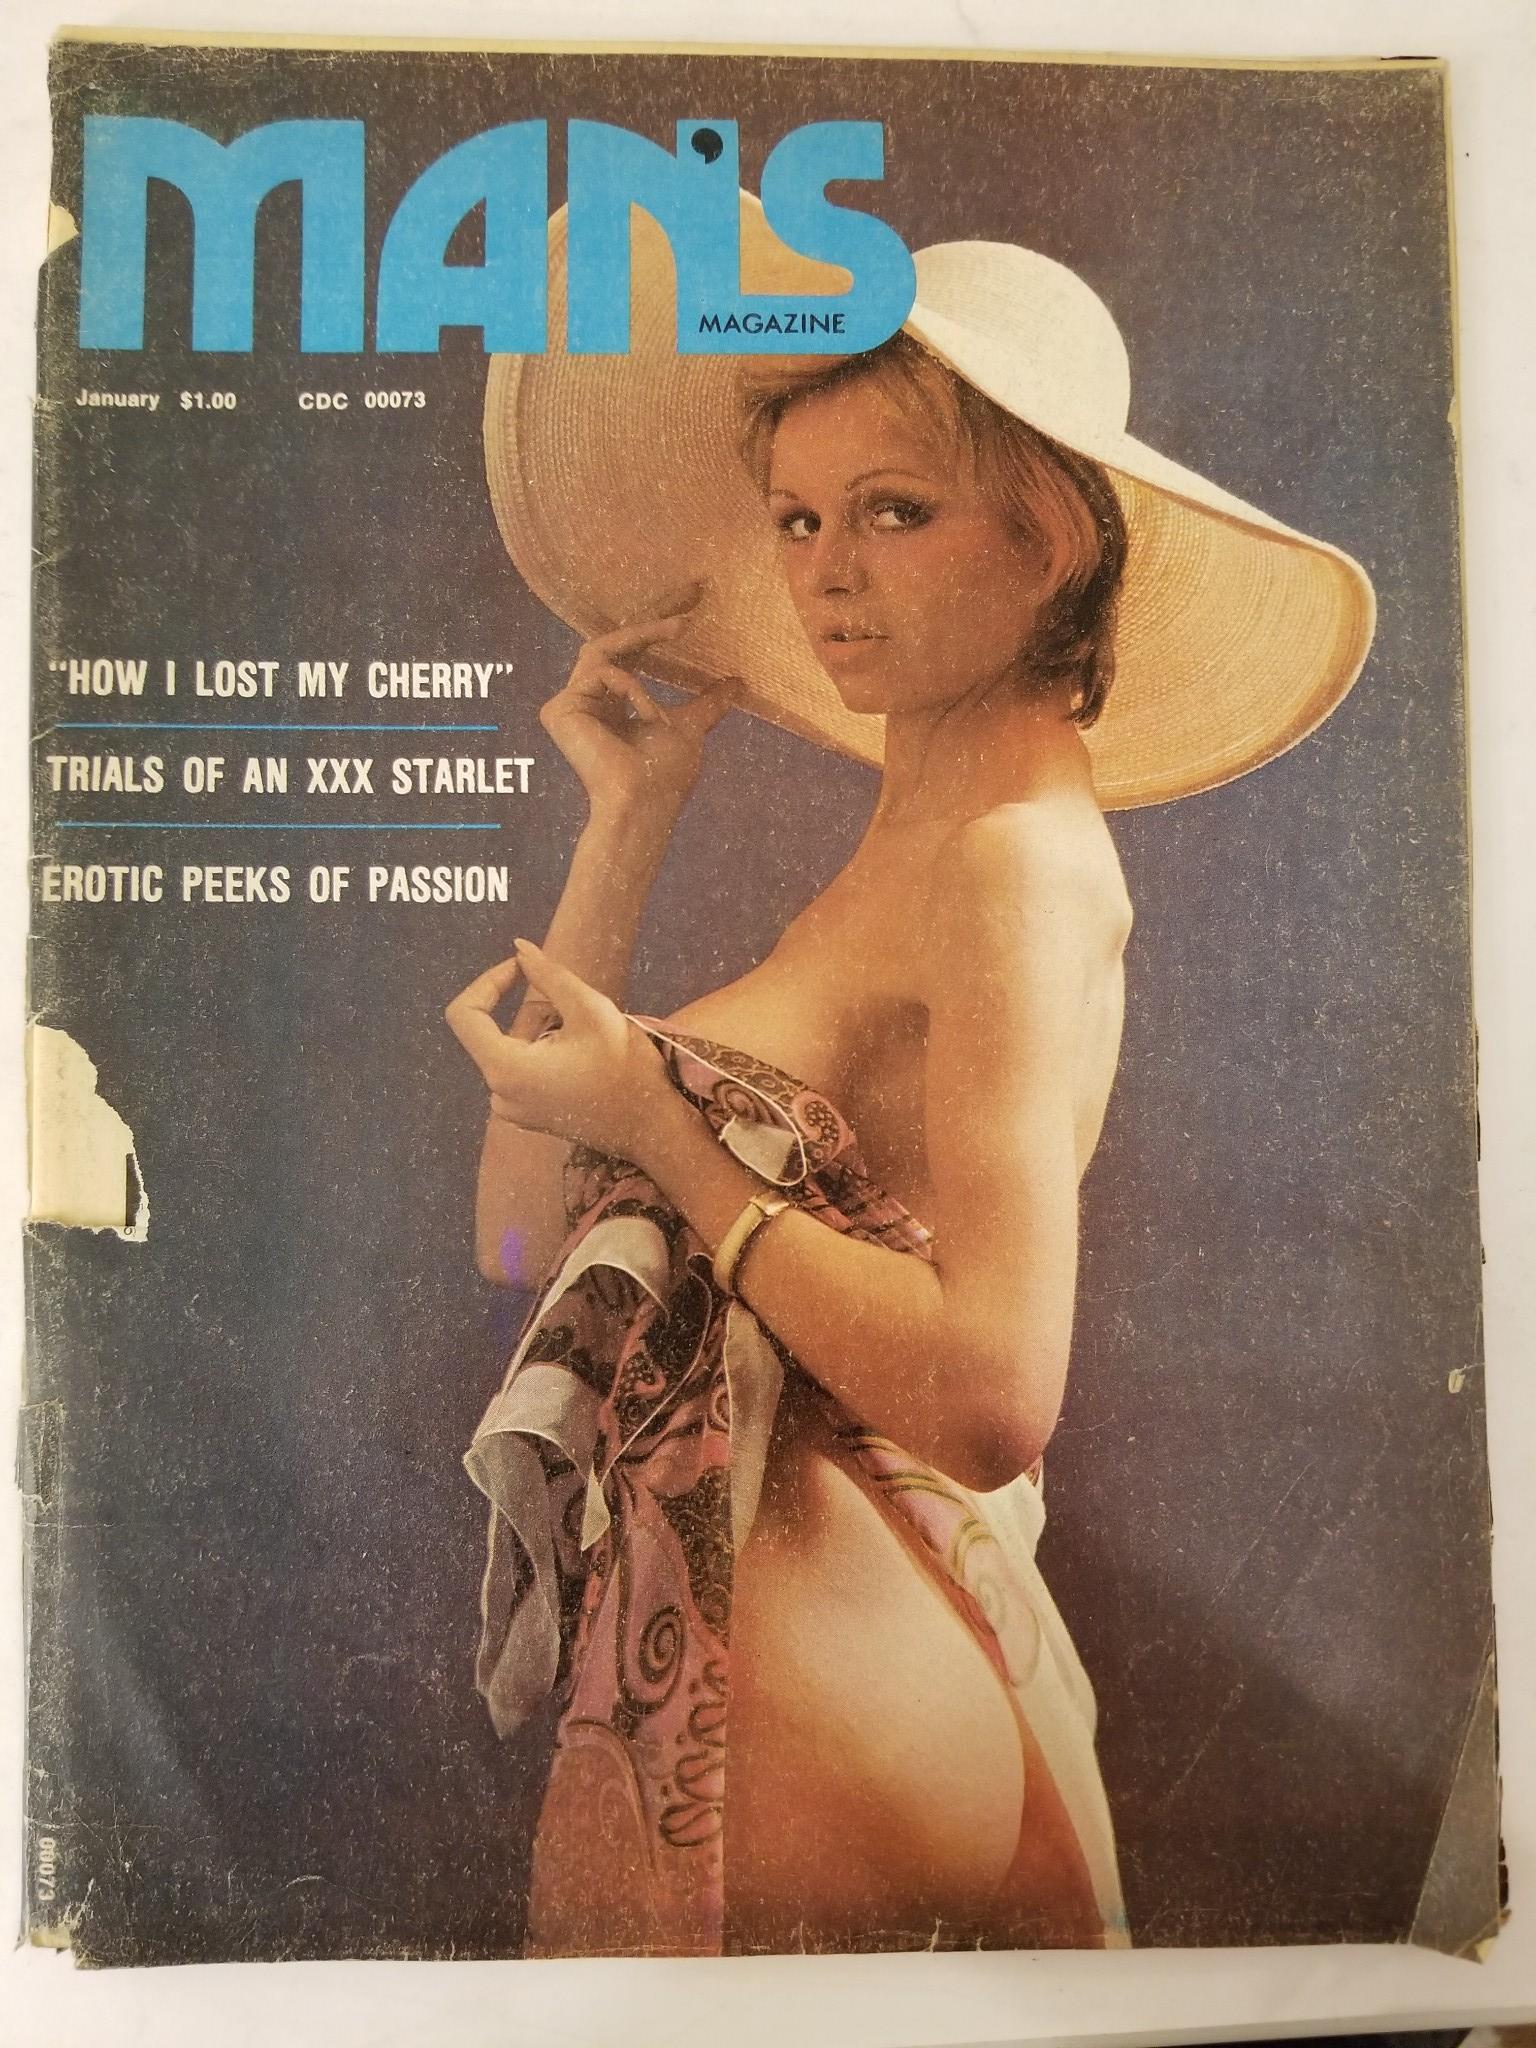 MAN'S
MAGAZINE
January $1.00 CDC 00073
"HOW I LOST MY CHERRY"
TRIALS OF AN XXX STARLET
EROTIC PEEKS OF PASSION
00073